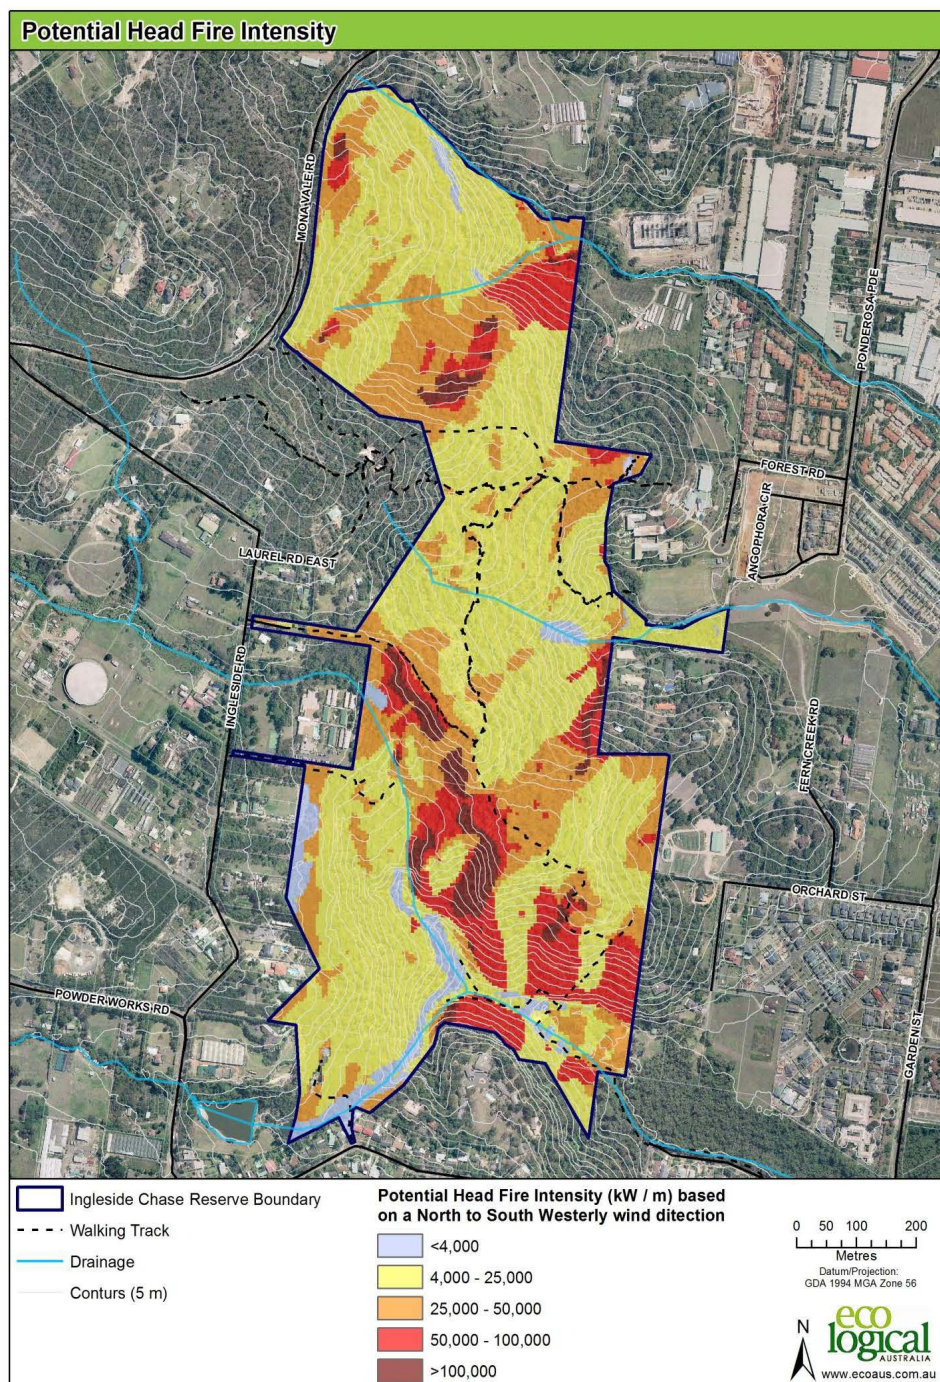 Potential Head Fire Intensity
MONA VALE RD
PONDEROSA PDE
FOREST RD
ANGOPHORA CIR
LAUREL RD EAST
INGLESIDE RD
FERN CREEK RD
ORCHARD ST
POWDER WORKS RD
GARDEN ST
Ingleside Chase Reserve Boundary
Walking Track
Drainage
Conturs (5 m)
Potential Head Fire Intensity (kW / m) based
on a North to South Westerly wind ditection
<4,000
4,000 - 25,000
25,000 - 50,000
50,000 - 100,000
>100,000
0 50 100 200
Metres
Datum/Projection:
GDA 1994 MGA Zone 56
N
eco
logical
AUSTRALIA
www.ecoaus.com.au